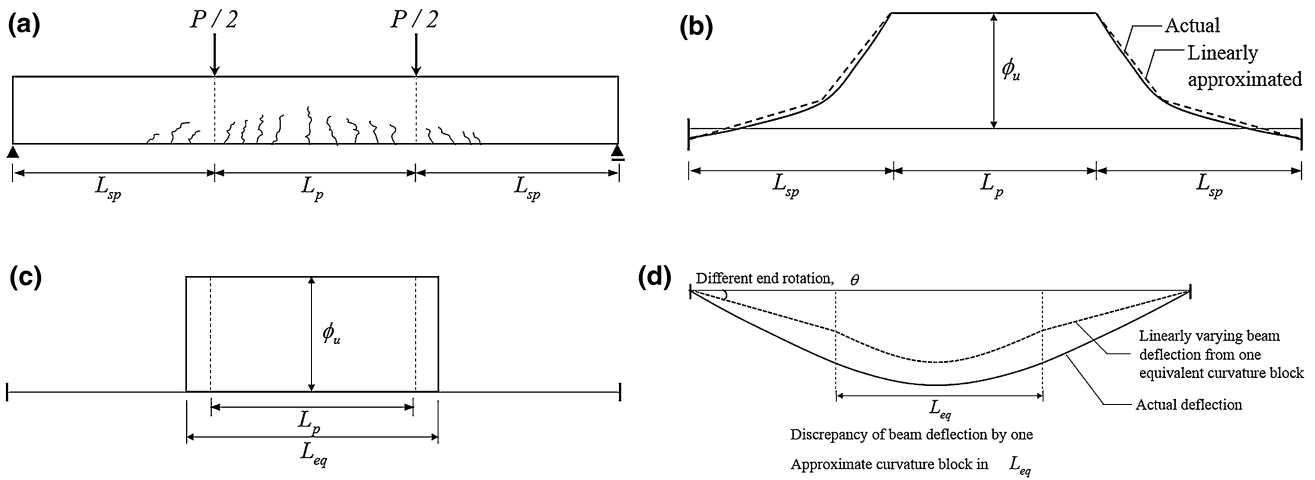 (a)
P / 2
P / 2
L_sp
L_p
L_sp
(b)
Actual
Linearly
approximated
ϕ_u
L_sp
L_p
L_sp
(c)
ϕ_u
L_p
L_eq
(d)
Different end rotation, θ
Linearly varying beam
deflection from one
equivalent curvature block
Actual deflection
L_eq
Discrepancy of beam deflection by one
Approximate curvature block in L_eq